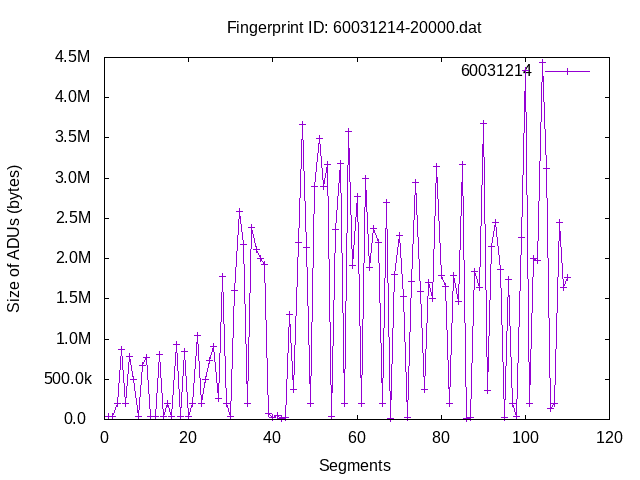 Fingerprint ID: 60031214-20000.dat
60031214
Size of ADUs (bytes)
4.5M
4.0M
3.5M
3.0M
2.5M
2.0M
1.5M
1.0M
500.0k
0.0
0 20 40 60 80 100 120
Segments